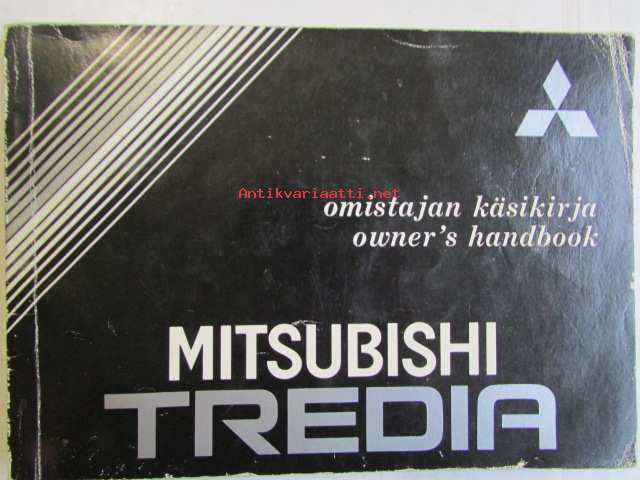 Antikvariaatti.net
omistajan käsikirja
owner's handbook
MITSUBISHI
TREDIA